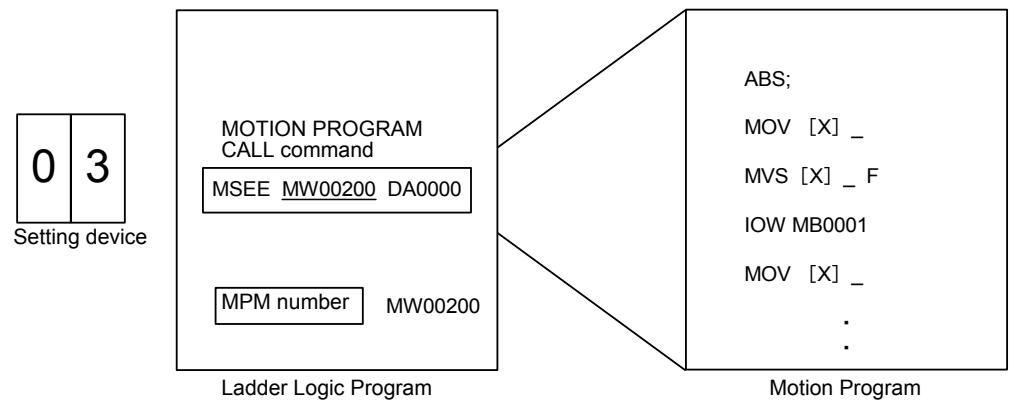 0 3
Setting device
MOTION PROGRAM
CALL command
MSEE MW00200 DA0000
MPM number MW00200
Ladder Logic Program
ABS;
MOV [X] _
MVS [X] _ F
IOW MB0001
MOV [X] _
.
.
Motion Program